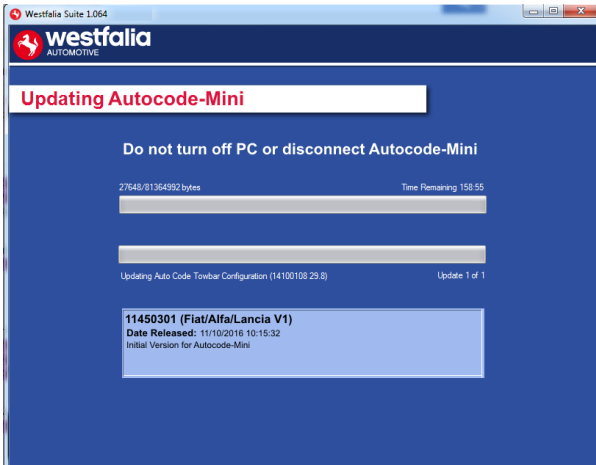 Westfalia Suite 1.064
westfalia
AUTOMOTIVE
Updating Autocode-Mini
Do not turn off PC or disconnect Autocode-Mini
27648/81364992 bytes Time Remaining 158:55
Updating Auto Code Towbar Configuration (14100108 29.8) Update 1 of 1
11450301 (Fiat/Alfa/Lancia V1)
Date Released: 11/10/2016 10:15:32
Initial Version for Autocode-Mini